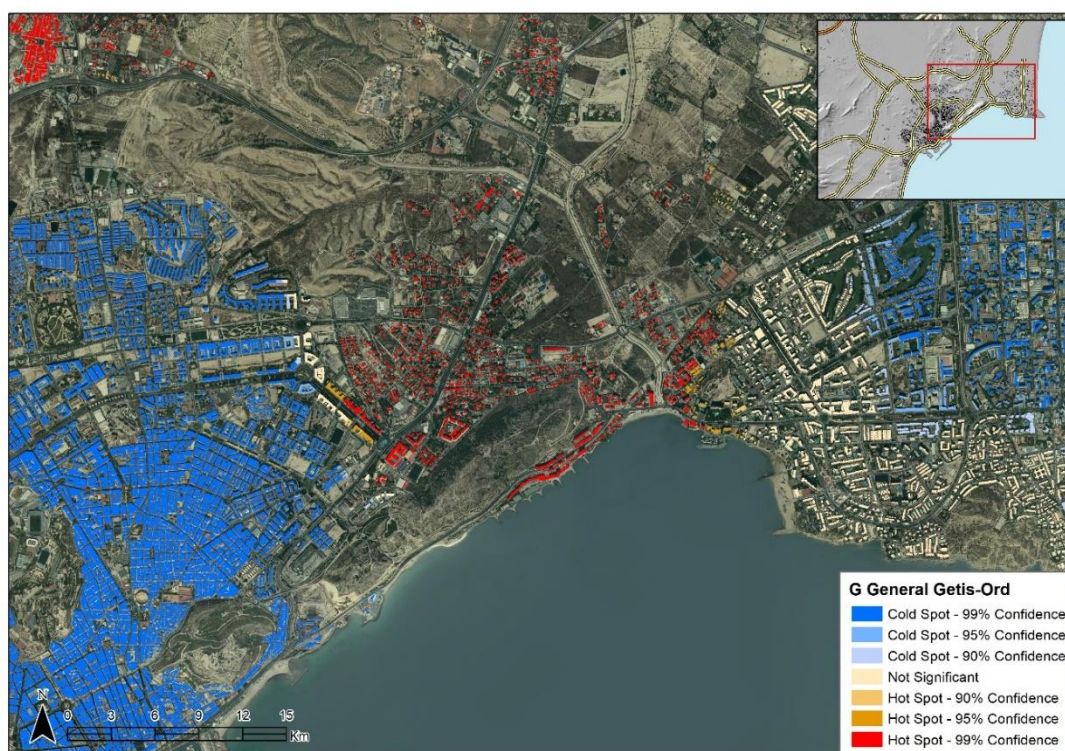 G General Getis-Ord
Cold Spot - 99% Confidence
Cold Spot - 95% Confidence
Cold Spot - 90% Confidence
Not Significant
Hot Spot - 90% Confidence
Hot Spot - 95% Confidence
Hot Spot - 99% Confidence
N
0 3 6 9 12 15
Km